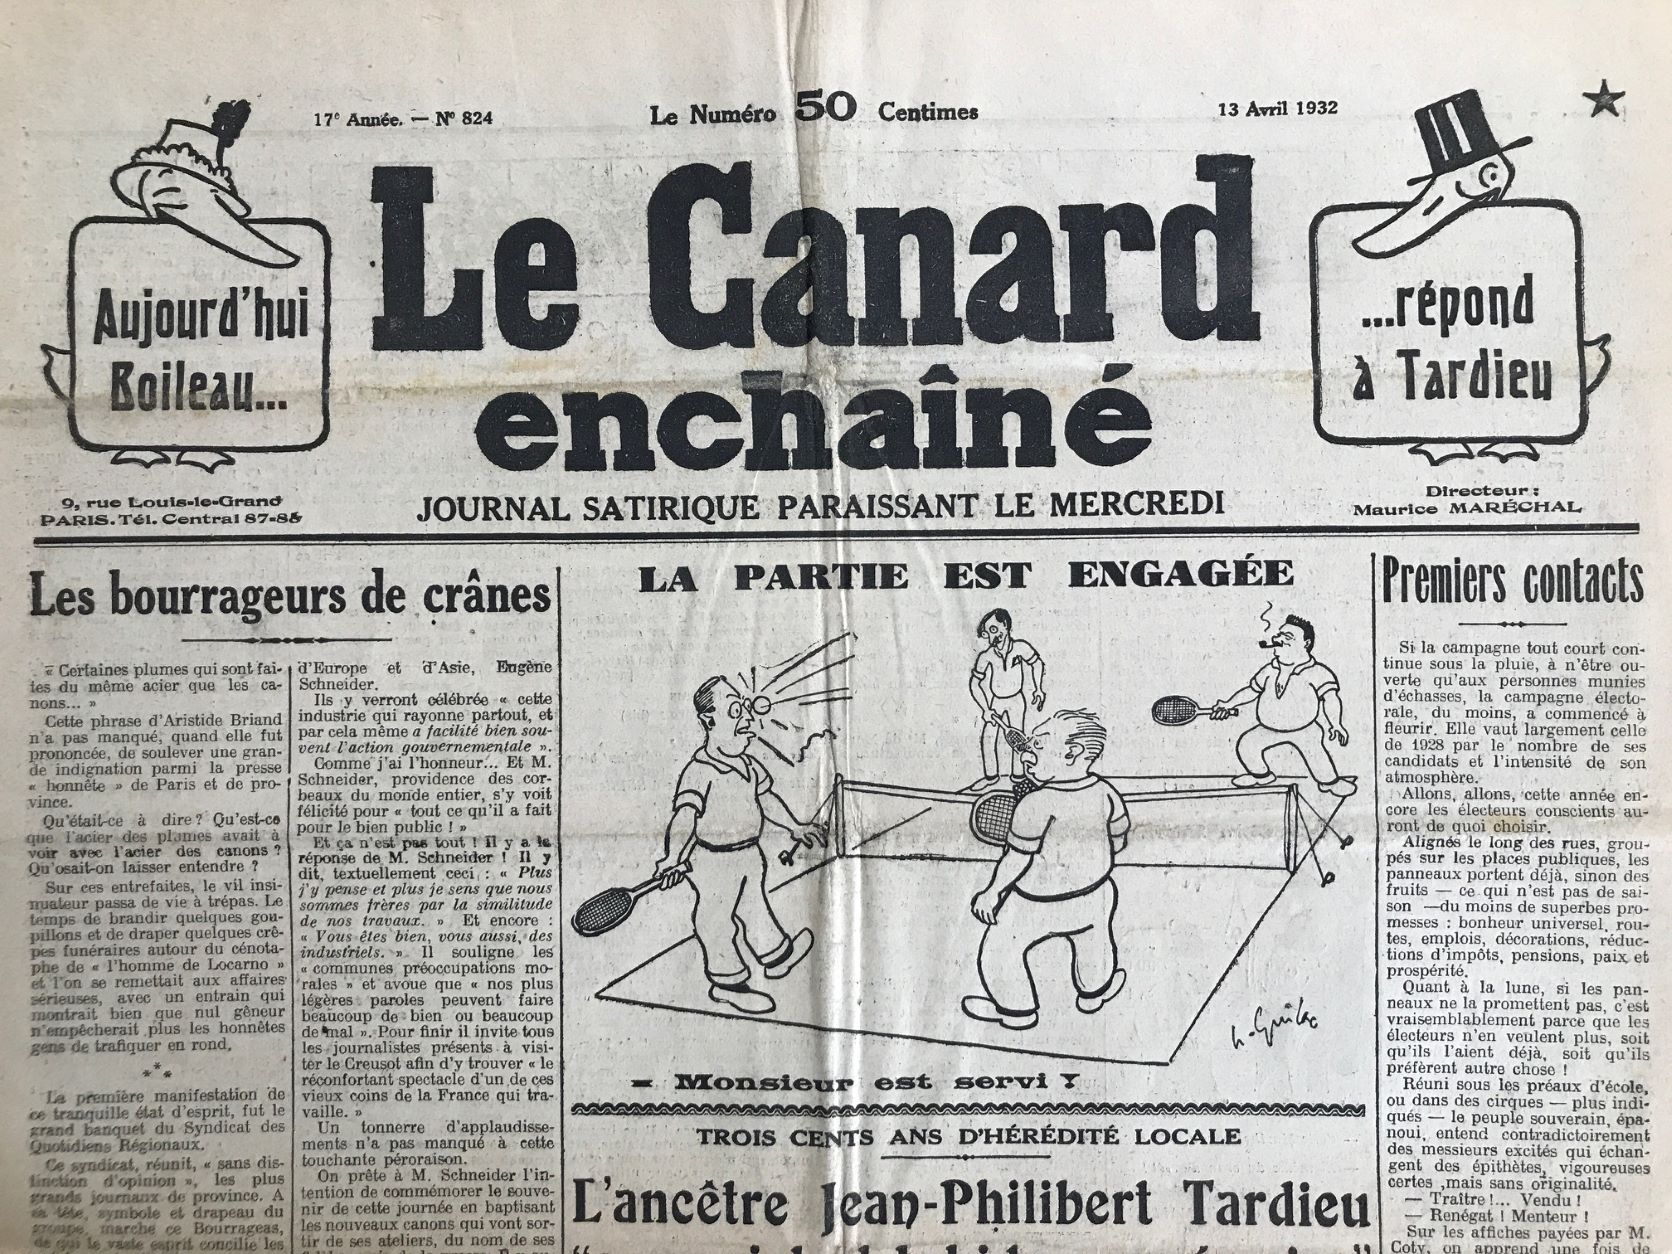 17e Année. — No 824
Le Numéro 50 Centimes
13 Avril 1932
Le Canard
enchaîné
Aujourd'hui
Boileau...
...répond
à Tardieu
9, rue Louis-le-Grand
PARIS. Tél. Central 87-88
JOURNAL SATIRIQUE PARAISSANT LE MERCREDI
Directeur :
Maurice MARÉCHAL
Les bourrageurs de crânes
« Certaines plumes qui sont fai-
tes du même acier que les ca-
nons... »
Cette phrase d'Aristide Briand
n'a pas manqué, quand elle fut
prononcée, de soulever une gran-
de indignation parmi la presse
« honnête » de Paris et de pro-
vince.
Qu'était-ce à dire ? Qu'est-ce
que l'acier des plumes avait à
voir avec l'acier des canons ?
Qu'osait-on laisser entendre ?
Sur ces entrefaites, le vil insi-
nuateur passa de vie à trépas. Le
temps de brandir quelques gou-
pillons et de draper quelques crê-
pes funéraires autour du cénota-
phe de « l'homme de Locarno »
et l'on se remettait aux affaires
sérieuses, avec un entrain qui
montrait bien que nul gêneur
n'empêcherait plus les honnêtes
gens de trafiquer en rond.
***
La première manifestation de
ce tranquille état d'esprit, fut le
grand banquet du Syndicat des
Quotidiens Régionaux.
Ce syndicat, réunit, « sans dis-
tinction d'opinion », les plus
grands journaux de province. A
sa tête, symbole et drapeau du
groupe, marche ce Bourrageas,
de qui le vaste esprit concilie les
d'Europe et d'Asie, Eugène
Schneider.
Ils y verront célébrée « cette
industrie qui rayonne partout, et
par cela même a facilité bien sou-
vent l'action gouvernementale ».
Comme j'ai l'honneur... Et M.
Schneider, providence des cor-
beaux du monde entier, s'y voit
félicité pour « tout ce qu'il a fait
pour le bien public ! »
Et ça n'est pas tout ! Il y a la
réponse de M. Schneider ! Il y
dit, textuellement ceci : « Plus
j'y pense et plus je sens que nous
sommes frères par la similitude
de nos travaux. » Et encore :
« Vous êtes bien, vous aussi, des
industriels. » Il souligne les
« communes préoccupations mo-
rales » et avoue que « nos plus
légères paroles peuvent faire
beaucoup de bien ou beaucoup
de mal ». Pour finir il invite tous
les journalistes présents à visi-
ter le Creusot afin d'y trouver « le
réconfortant spectacle d'un de ces
vieux coins de la France qui tra-
vaille. »
Un tonnerre d'applaudisse-
ments n'a pas manqué à cette
touchante péroraison.
On prête à M. Schneider l'in-
tention de commémorer le souve-
nir de cette journée en baptisant
les nouveaux canons qui vont sor-
tir de ses ateliers, du nom de ses
LA PARTIE EST ENGAGÉE
— Monsieur est servi ?
TROIS CENTS ANS D'HÉRÉDITÉ LOCALE
L'ancêtre Jean-Philibert Tardieu
Premiers contacts
Si la campagne tout court con-
tinue sous la pluie, à n'être ou-
verte qu'aux personnes munies
d'échasses, la campagne électo-
rale, du moins, a commencé à
fleurir. Elle vaut largement celle
de 1928 par le nombre de ses
candidats et l'intensité de son
atmosphère.
Allons, allons, cette année en-
core les électeurs conscients au-
ront de quoi choisir.
Alignés le long des rues, grou-
pés sur les places publiques, les
panneaux portent déjà, sinon des
fruits — ce qui n'est pas de sai-
son —du moins de superbes pro-
messes : bonheur universel, rou-
tes, emplois, décorations, réduc-
tions d'impôts, pensions, paix et
prospérité.
Quant à la lune, si les pan-
neaux ne la promettent pas, c'est
vraisemblablement parce que les
électeurs n'en veulent plus, soit
qu'ils l'aient déjà, soit qu'ils
préfèrent autre chose !
Réuni sous les préaux d'école,
ou dans des cirques — plus indi-
qués — le peuple souverain, épa-
noui, entend contradictoirement
des messieurs excités qui échan-
gent des épithètes, vigoureuses
certes ,mais sans originalité.
— Traître !... Vendu !
— Renégat ! Menteur !
Sur les affiches payées par M.
Coty, on apprend une fois de